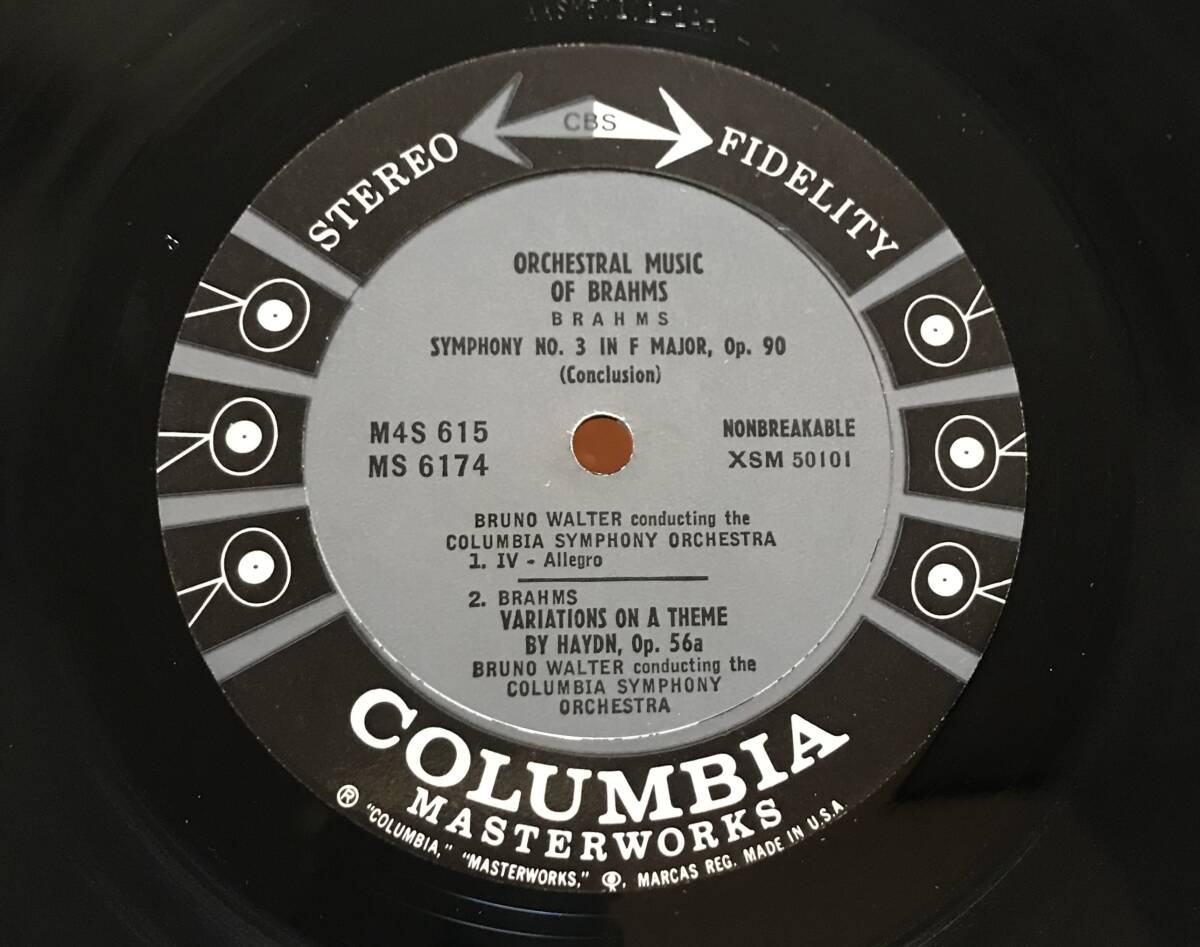 STEREO CBS FIDELITY
ORCHESTRAL MUSIC
OF BRAHMS
BRAHMS
SYMPHONY NO. 3 IN F MAJOR, Op. 90
(Conclusion)
M4S 615
MS 6174
NONBREAKABLE
XSM 50101
BRUNO WALTER conducting the
COLUMBIA SYMPHONY ORCHESTRA
1. IV - Allegro
2. BRAHMS
VARIATIONS ON A THEME
BY HAYDN, Op. 56a
BRUNO WALTER conducting the
COLUMBIA SYMPHONY
ORCHESTRA
COLUMBIA
MASTERWORKS
® "COLUMBIA," "MASTERWORKS," , MARCAS REG. MADE IN U.S.A.